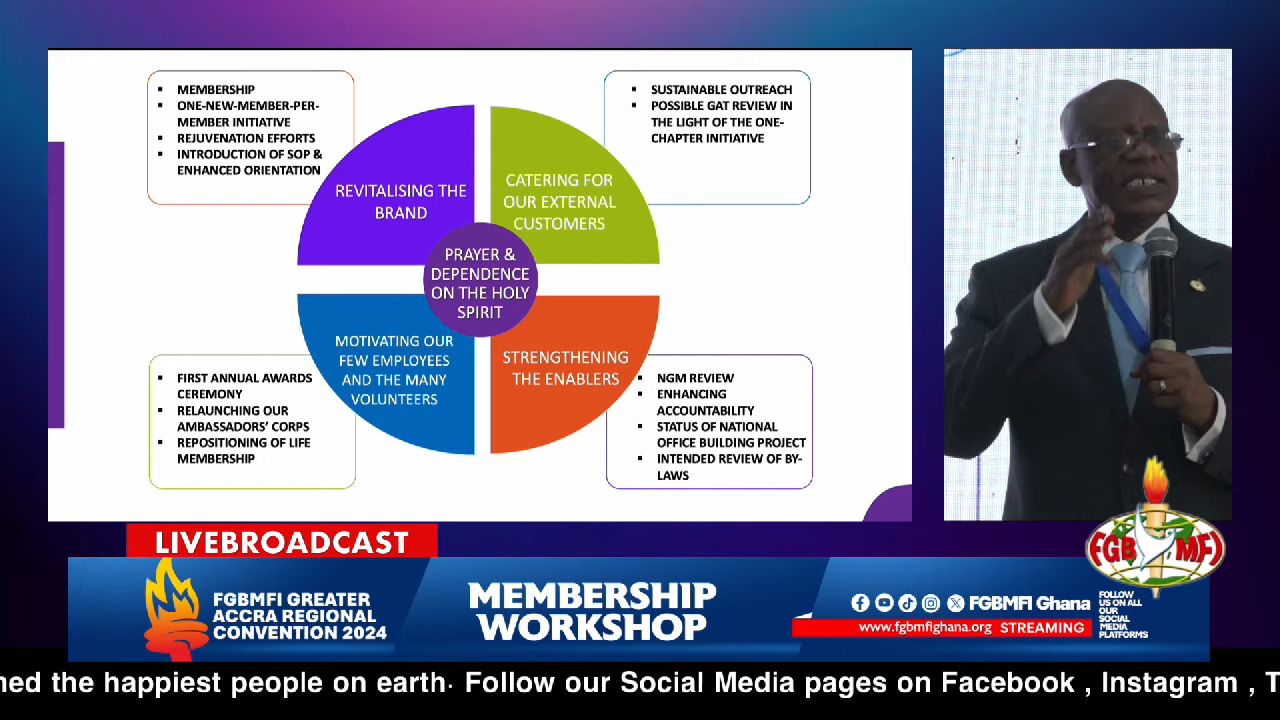 MEMBERSHIP
ONE-NEW-MEMBER-PER-
MEMBER INITIATIVE
REJUVENATION EFFORTS
INTRODUCTION OF SOP &
ENHANCED ORIENTATION
SUSTAINABLE OUTREACH
POSSIBLE GAT REVIEW IN
THE LIGHT OF THE ONE-
CHAPTER INITIATIVE
REVITALISING THE
BRAND
CATERING FOR
OUR EXTERNAL
CUSTOMERS
PRAYER &
DEPENDENCE
ON THE HOLY
SPIRIT
MOTIVATING OUR
FEW EMPLOYEES
AND THE MANY
VOLUNTEERS
STRENGTHENING
THE ENABLERS
FIRST ANNUAL AWARDS
CEREMONY
RELAUNCHING OUR
AMBASSADORS' CORPS
REPOSITIONING OF LIFE
MEMBERSHIP
NGM REVIEW
ENHANCING
ACCOUNTABILITY
STATUS OF NATIONAL
OFFICE BUILDING PROJECT
INTENDED REVIEW OF BY-
LAWS
LIVEBROADCAST
FGBMFI GREATER
ACCRA REGIONAL
CONVENTION 2024
MEMBERSHIP
WORKSHOP
FGBMFI Ghana
www.fgbmfighana.org STREAMING
FOLLOW
US ON ALL
OUR
SOCIAL
MEDIA
PLATFORMS
FGB MFI
the happiest people on earth. Follow our Social Media pages on Facebook , Instagram ,